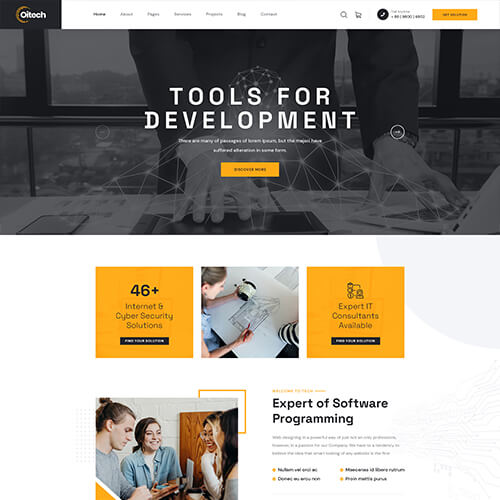 Oitech
Home About Pages Services Projects Blog Contact
Call Anytime
+ 88 ( 9800 ) 6802
GET SOLUTION
TOOLS FOR
DEVELOPMENT
There are many of passages of lorem ipsum, but the majori have
suffered alteration in some form.
DISCOVER MORE
46+
Internet &
Cyber Security
Solutions
FIND YOUR SOLUTION
Expert IT
Consultants
Available
FIND YOUR SOLUTION
WELCOME TO TECH
Expert of Software
Programming
Web designing in a powerful way of just not an only professions,
however, in a passion for our Company. We have to a tendency to
believe the idea that smart looking of any website is the first
Nullam vel orci ac
Maecenas id libero rutrum
Donec eu arcu non
Proin mattis purus